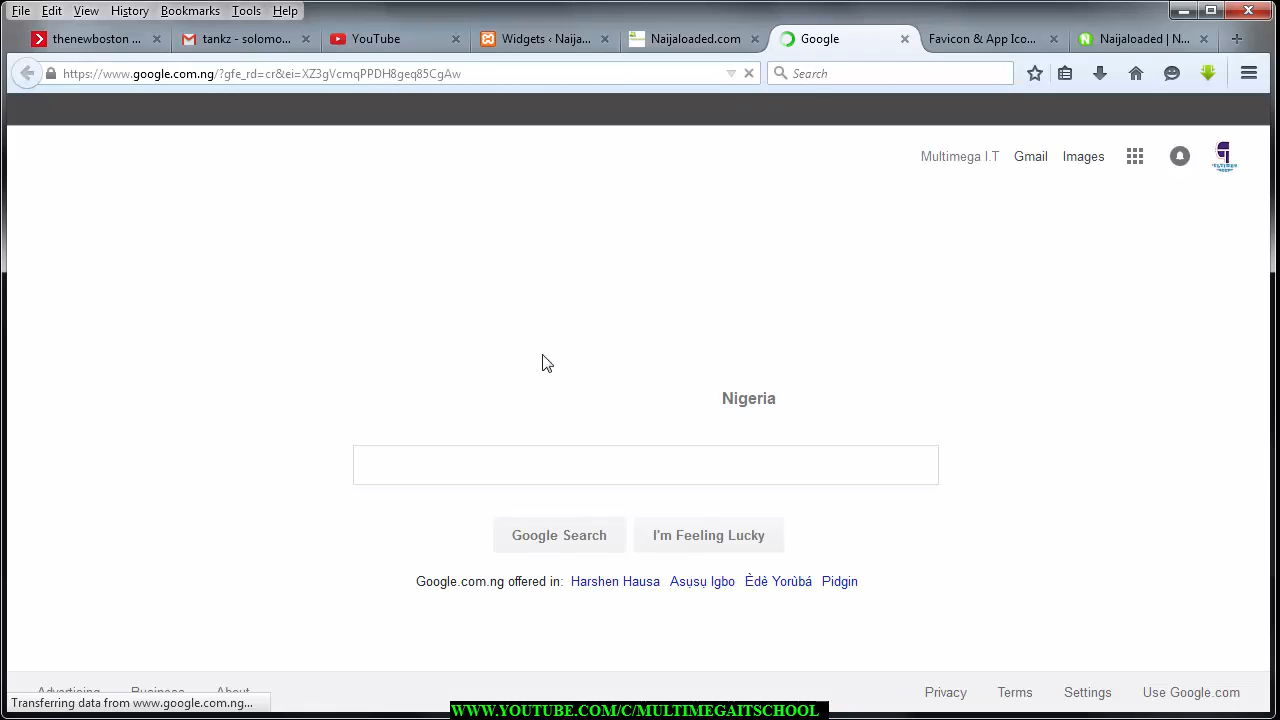 File Edit View History Bookmarks Tools Help
thenewboston ... tankz - solomo... YouTube Widgets ‹ Naija... Naijaloaded.com Google Favicon & App Ico... Naijaloaded | N...
https://www.google.com.ng/?gfe_rd=cr&ei=XZ3gVcmqPPDH8geq85CgAw Search
Multimega I.T Gmail Images
Nigeria
Google Search I'm Feeling Lucky
Google.com.ng offered in: Harshen Hausa Asụsụ Igbo Èdè Yorùbá Pidgin
Advertising Business About Privacy Terms Settings Use Google.com
Transferring data from www.google.com.ng...
WWW.YOUTUBE.COM/C/MULTIMEGAITSCHOOL